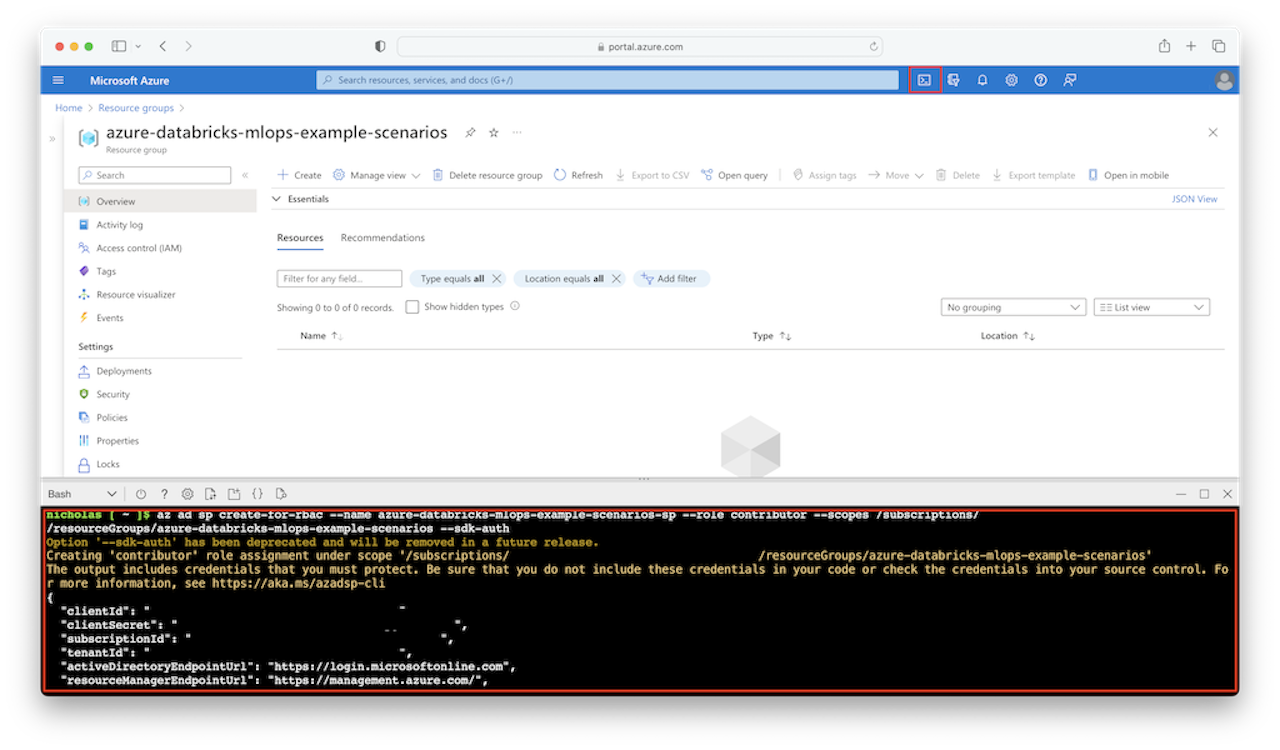 portal.azure.com
Microsoft Azure
Search resources, services, and docs (G+/)
Home > Resource groups >
azure-databricks-mlops-example-scenarios
Resource group
Search
Create Manage view Delete resource group Refresh Export to CSV Open query Assign tags Move Delete Export template Open in mobile
Overview
Activity log
Access control (IAM)
Tags
Resource visualizer
Events
Settings
Deployments
Security
Policies
Properties
Locks
Essentials
JSON View
Resources Recommendations
Filter for any field... Type equals all Location equals all Add filter
Showing 0 to 0 of 0 records. Show hidden types No grouping List view
Name Type Location
Bash
nicholas [ ~ ]$ az ad sp create-for-rbac --name azure-databricks-mlops-example-scenarios-sp --role contributor --scopes /subscriptions/
/resourceGroups/azure-databricks-mlops-example-scenarios --sdk-auth
Option '--sdk-auth' has been deprecated and will be removed in a future release.
Creating 'contributor' role assignment under scope '/subscriptions/ /resourceGroups/azure-databricks-mlops-example-scenarios'
The output includes credentials that you must protect. Be sure that you do not include these credentials in your code or check the credentials into your source control. Fo
r more information, see https://aka.ms/azadsp-cli
{
"clientId": " "
"clientSecret": " ",
"subscriptionId": " ",
"tenantId": " ",
"activeDirectoryEndpointUrl": "https://login.microsoftonline.com",
"resourceManagerEndpointUrl": "https://management.azure.com/",